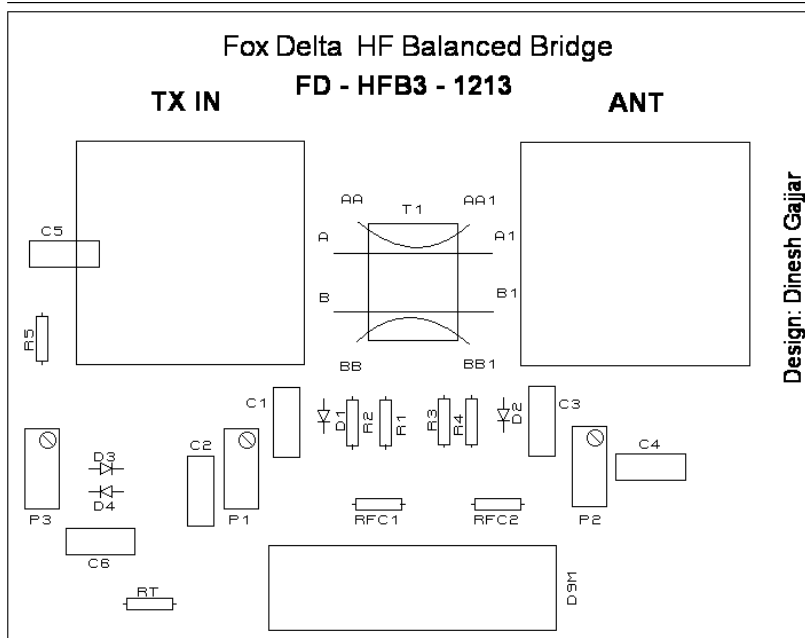 Fox Delta HF Balanced Bridge
FD - HFB3 - 1213
TX IN
ANT
Design: Dinesh Gajjar
AA
T1
AA1
A
A1
C5
B
B1
R5
BB
BB1
C1
D1
R2
R1
R3
R4
D2
C3
D3
D4
C2
C4
P3
P1
RFC1
RFC2
P2
C6
RT
D9M